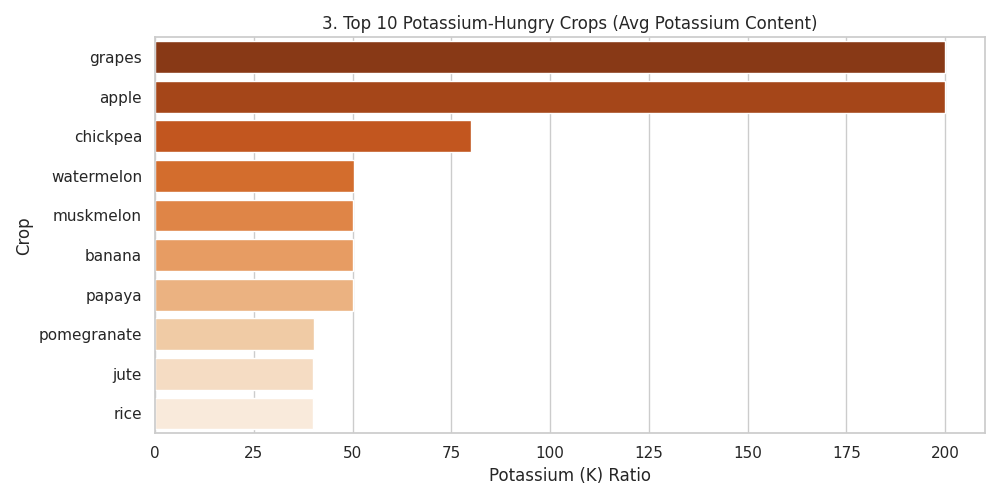 3. Top 10 Potassium-Hungry Crops (Avg Potassium Content)
Crop
grapes
apple
chickpea
watermelon
muskmelon
banana
papaya
pomegranate
jute
rice
0 25 50 75 100 125 150 175 200
Potassium (K) Ratio